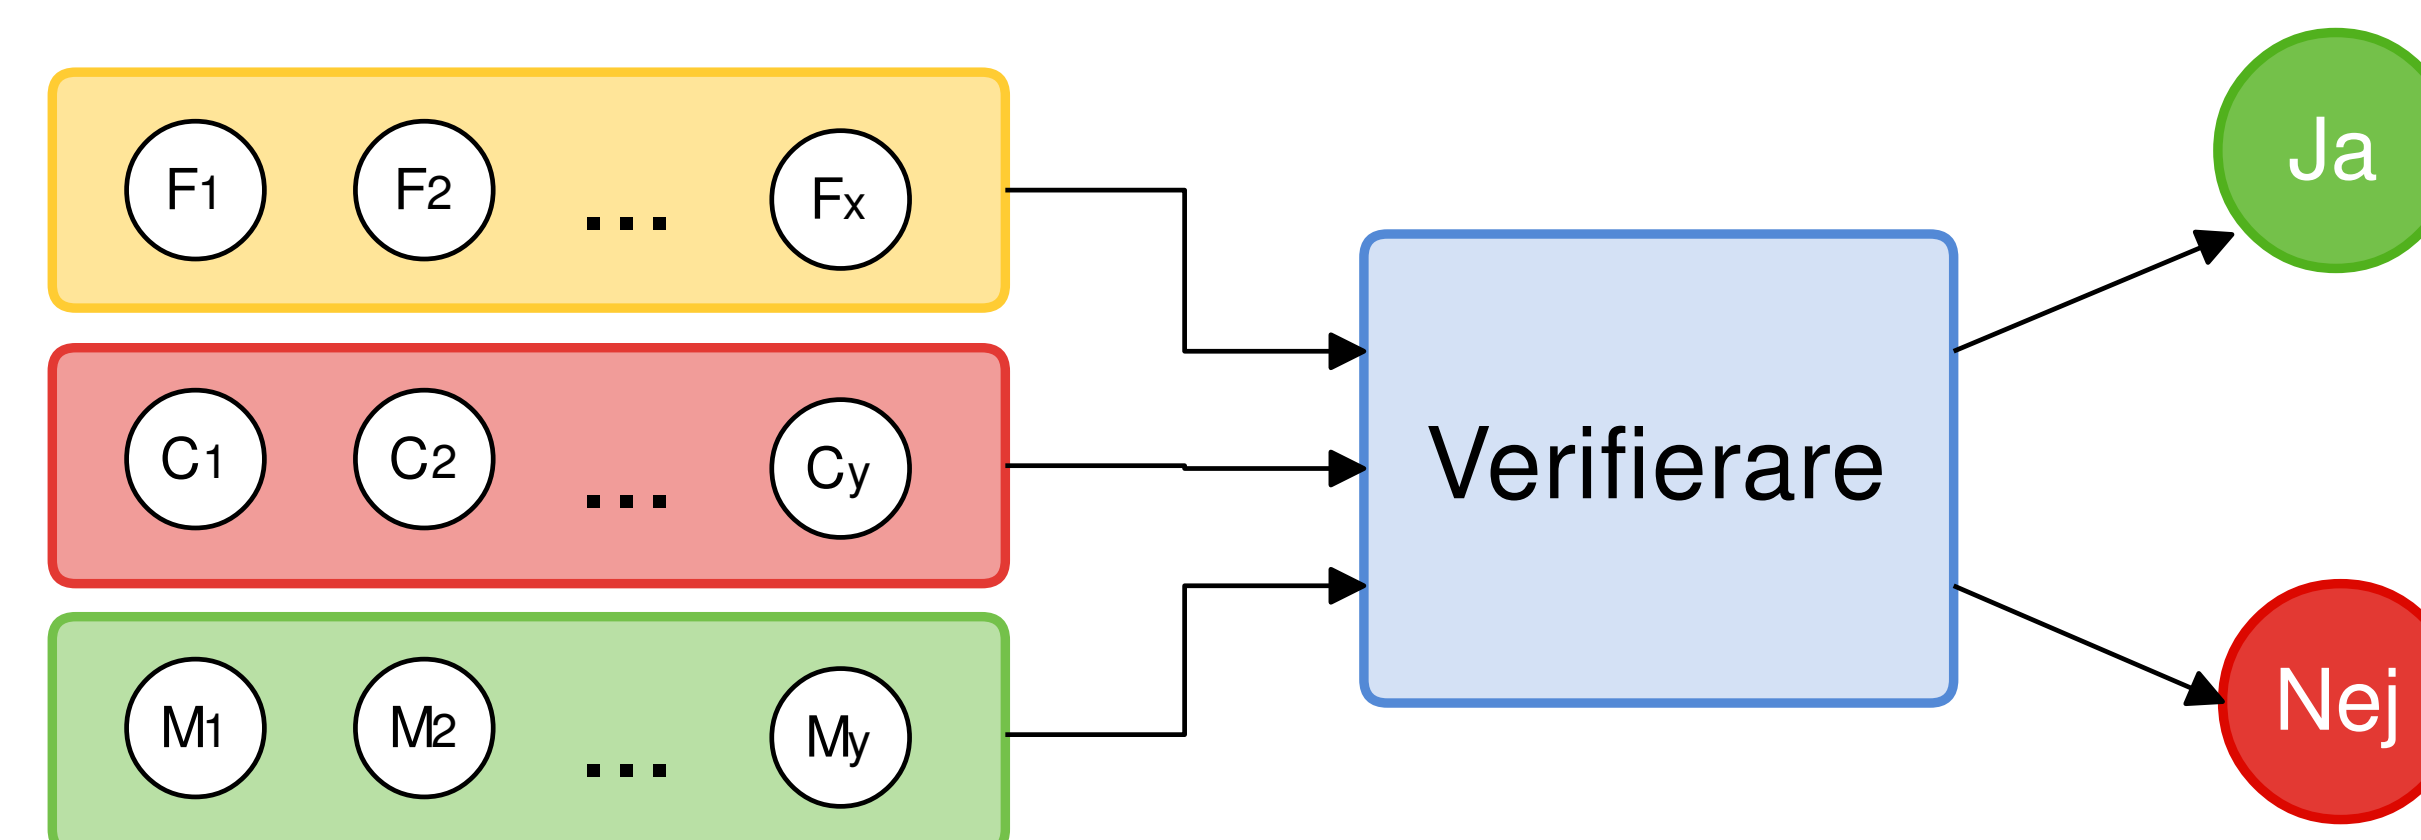 F1 F2 ... Fx
C1 C2 ... Cy
M1 M2 ... My
Verifierare
Ja
Nej